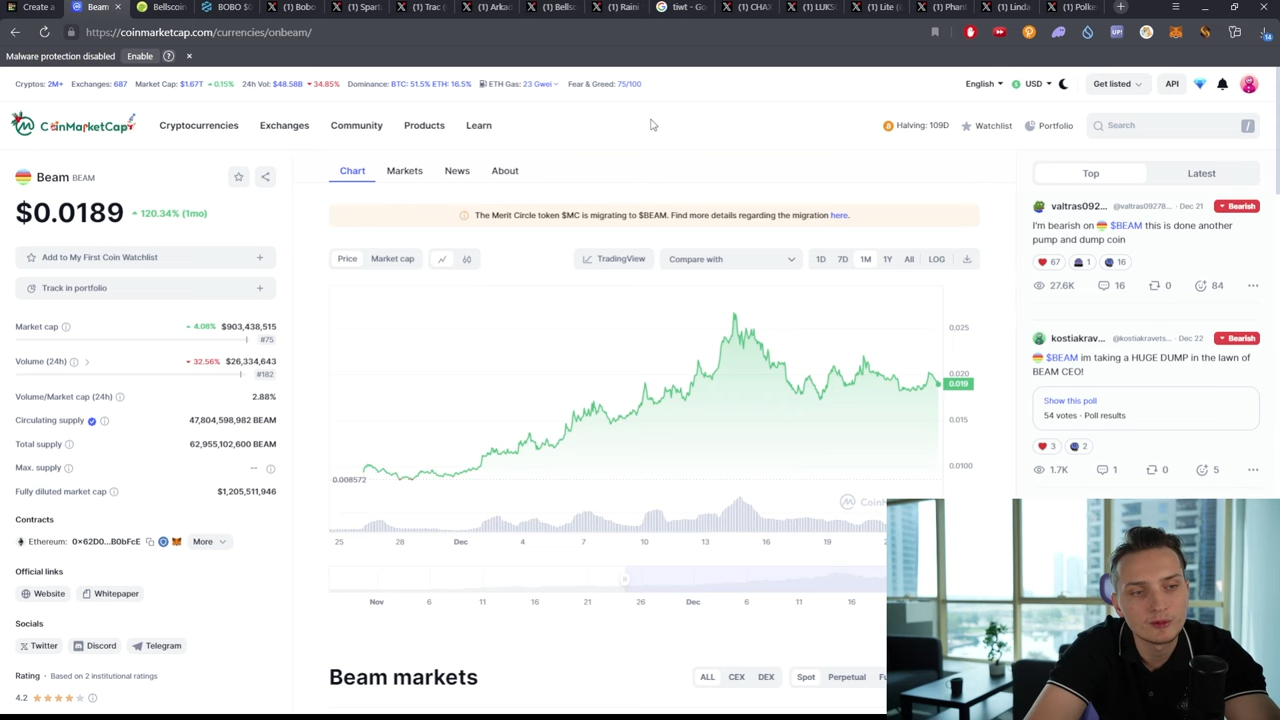 Create a
Beam
Bellscoin
BOBO $
(1) Bobo
(1) Spart
(1) Trac (
(1) Arkad
(1) Bellsc
(1) Raini
tiwt - Goo
(1) CHAX
(1) LUKS
(1) Lite (
(1) Phant
(1) Linda
(1) Polke
https://coinmarketcap.com/currencies/onbeam/
UP!
14
Malware protection disabled Enable
Cryptos: 2M+ Exchanges: 687 Market Cap: $1.67T 0.15% 24h Vol: $48.58B 34.85% Dominance: BTC: 51.5% ETH: 16.5% ETH Gas: 23 Gwei Fear & Greed: 75/100
English USD Get listed API
CoinMarketCap Cryptocurrencies Exchanges Community Products Learn
Halving: 109D Watchlist Portfolio Search /
Beam BEAM
$0.0189 120.34% (1mo)
Add to My First Coin Watchlist +
Track in portfolio +
Market cap 4.08% $903,438,515
#75
Volume (24h) 32.56% $26,334,643
#182
Volume/Market cap (24h) 2.88%
Circulating supply 47,804,598,982 BEAM
Total supply 62,955,102,600 BEAM
Max. supply --
Fully diluted market cap $1,205,511,946
Contracts
Ethereum: 0x62D0...B0bFcE More
Official links
Website Whitepaper
Socials
Twitter Discord Telegram
Rating · Based on 2 institutional ratings
4.2
Chart Markets News About
The Merit Circle token $MC is migrating to $BEAM. Find more details regarding the migration here.
Price Market cap TradingView Compare with 1D 7D 1M 1Y All LOG
0.025
0.020
0.019
0.015
0.0100
0.008572
25 28 Dec 4 7 10 13 16 19
Nov 6 11 16 21 26 Dec 6 11 16
Beam markets
ALL CEX DEX Spot Perpetual
Top Latest
valtras092... @valtras09278... · Dec 21 Bearish
I'm bearish on $BEAM this is done another
pump and dump coin
67 1 16
27.6K 16 0 84
kostiakrav... @kostiakravets... · Dec 22 Bearish
$BEAM im taking a HUGE DUMP in the lawn of
BEAM CEO!
Show this poll
54 votes · Poll results
3 2
1.7K 1 0 5